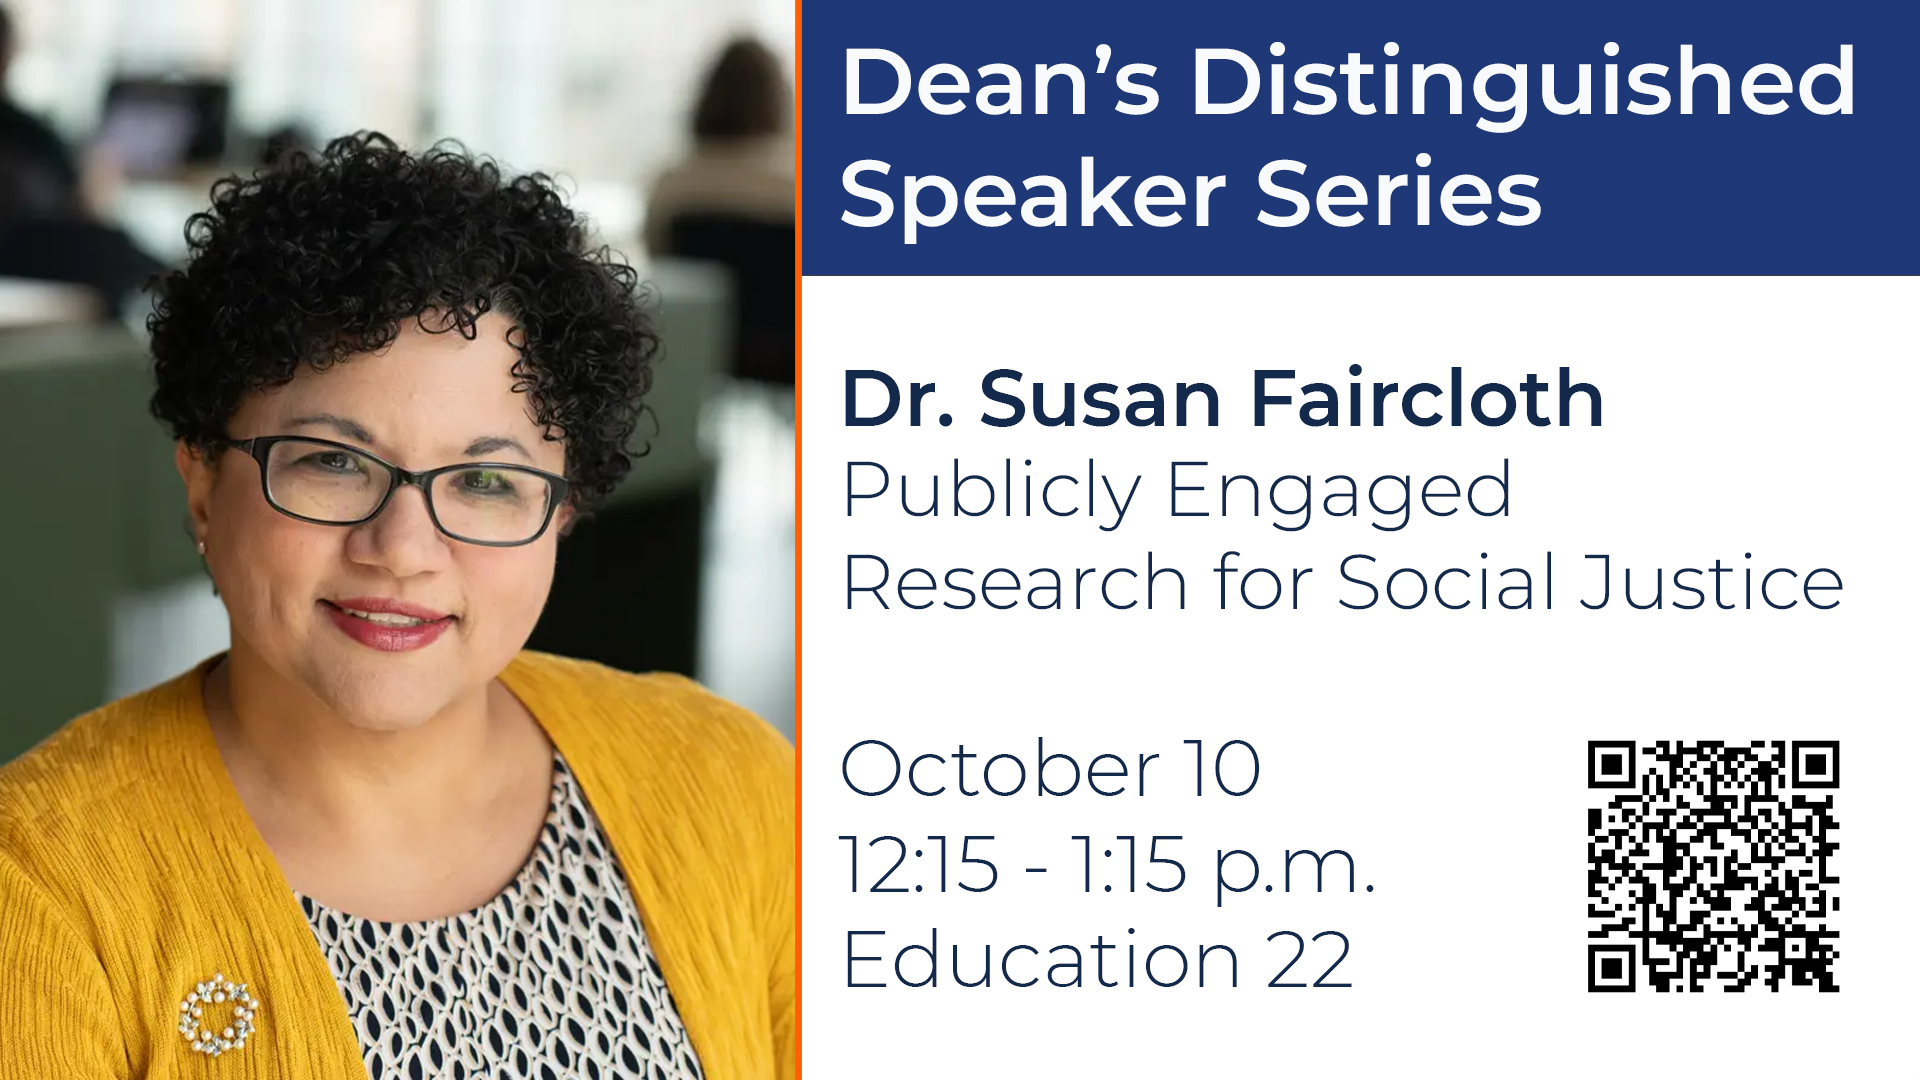 Dean’s Distinguished
Speaker Series
Dr. Susan Faircloth
Publicly Engaged
Research for Social Justice
October 10
12:15 - 1:15 p.m.
Education 22